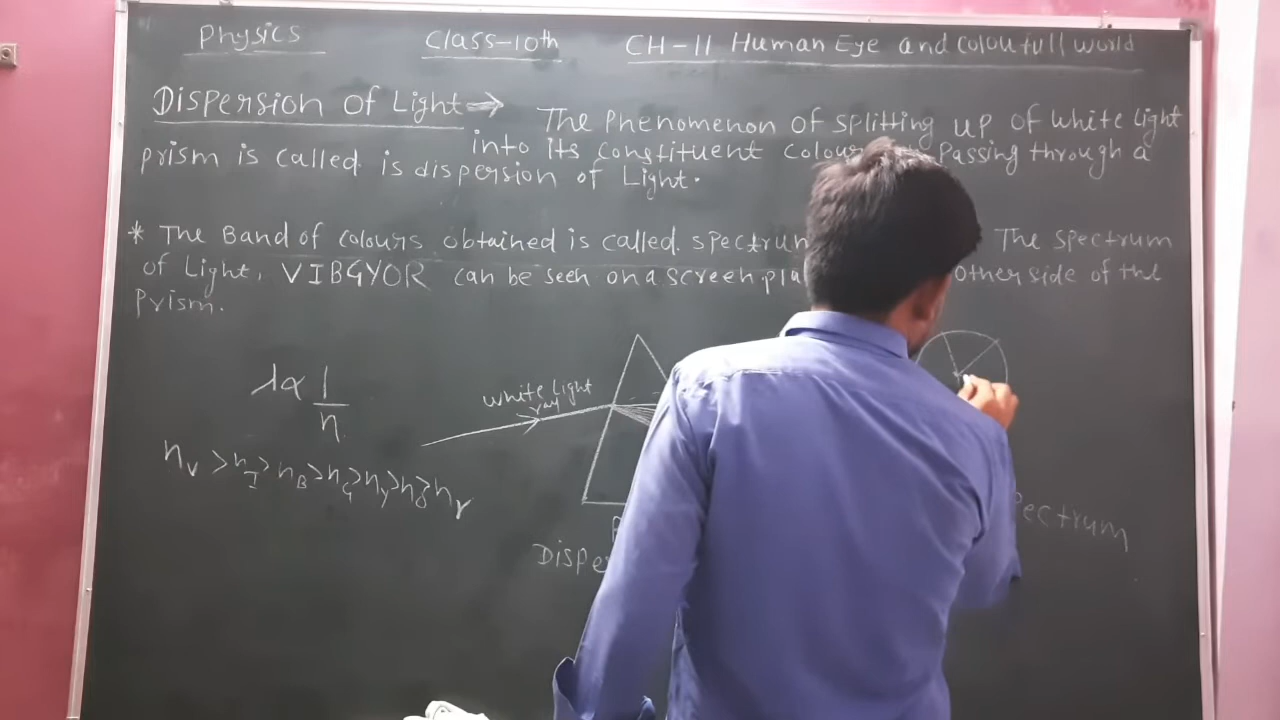 Physics Class-10th CH-11 Human Eye and Colourfull world
Dispersion of Light → The Phenomenon of splitting up of white Light
into its constituent Passing through a
prism is called is dispersion of Light.
* The Band of colours obtained is called spectrum The spectrum
of Light, VIBGYOR can be seen on a screen other side of the
Prism.
λ∝ 1/n
white Light
ray
nv > nI > nB > nG > ny > no > nr